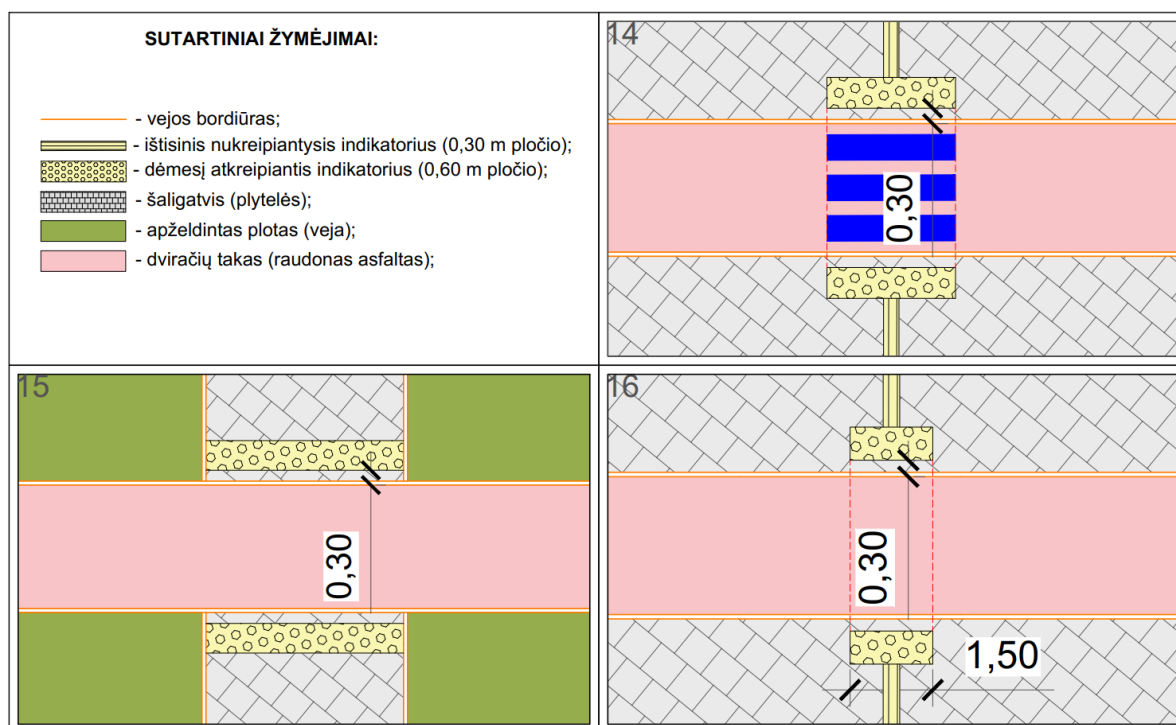 SUTARTINIAI ŽYMĖJIMAI:
- vejos bordiūras;
- ištisinis nukreipiantysis indikatorius (0,30 m pločio);
- dėmesį atkreipiantis indikatorius (0,60 m pločio);
- šaligatvis (plytelės);
- apželdintas plotas (veja);
- dviračių takas (raudonas asfaltas);
14
0,30
15
0,30
16
0,30
1,50